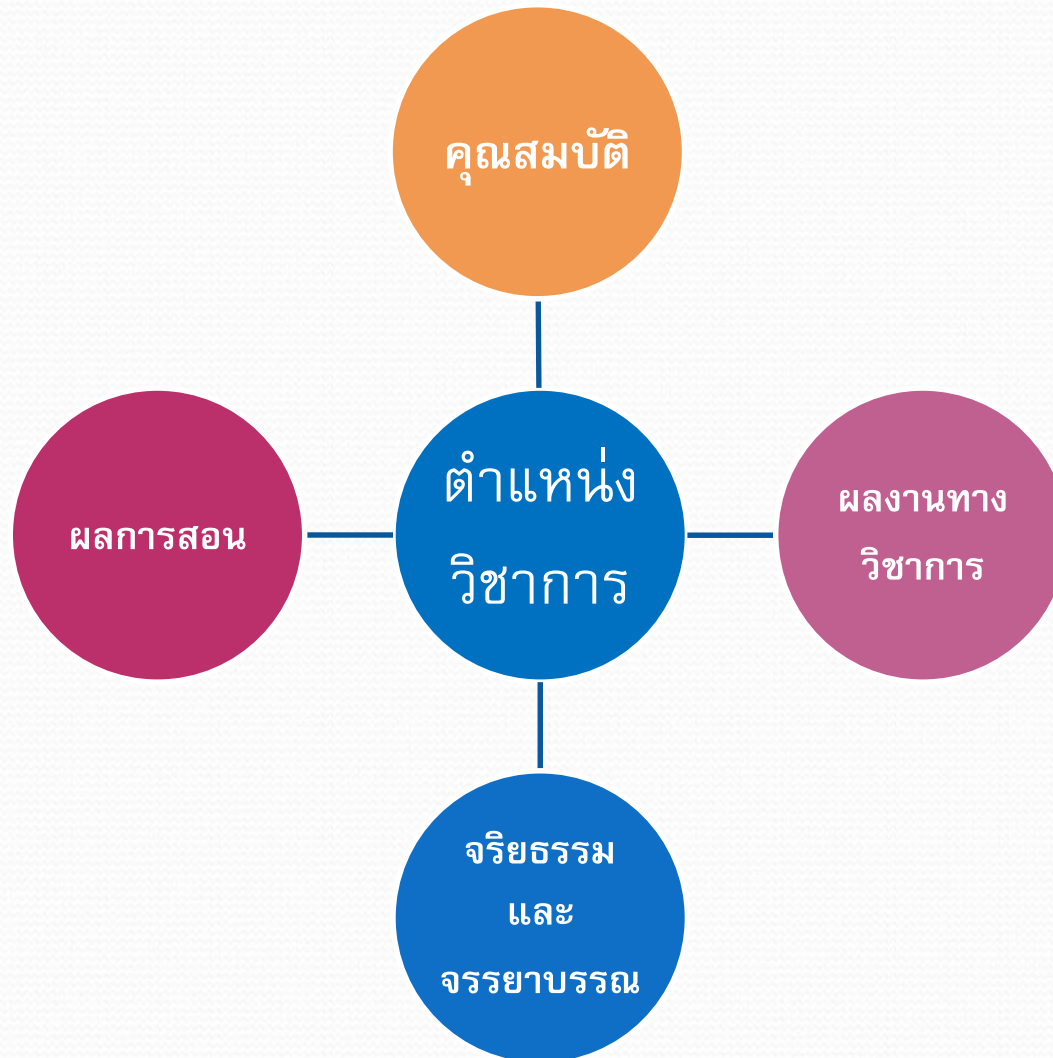 คุณสมบัติ
ผลการสอน
ตำแหน่ง
วิชาการ
ผลงานทาง
วิชาการ
จริยธรรม
และ
จรรยาบรรณ